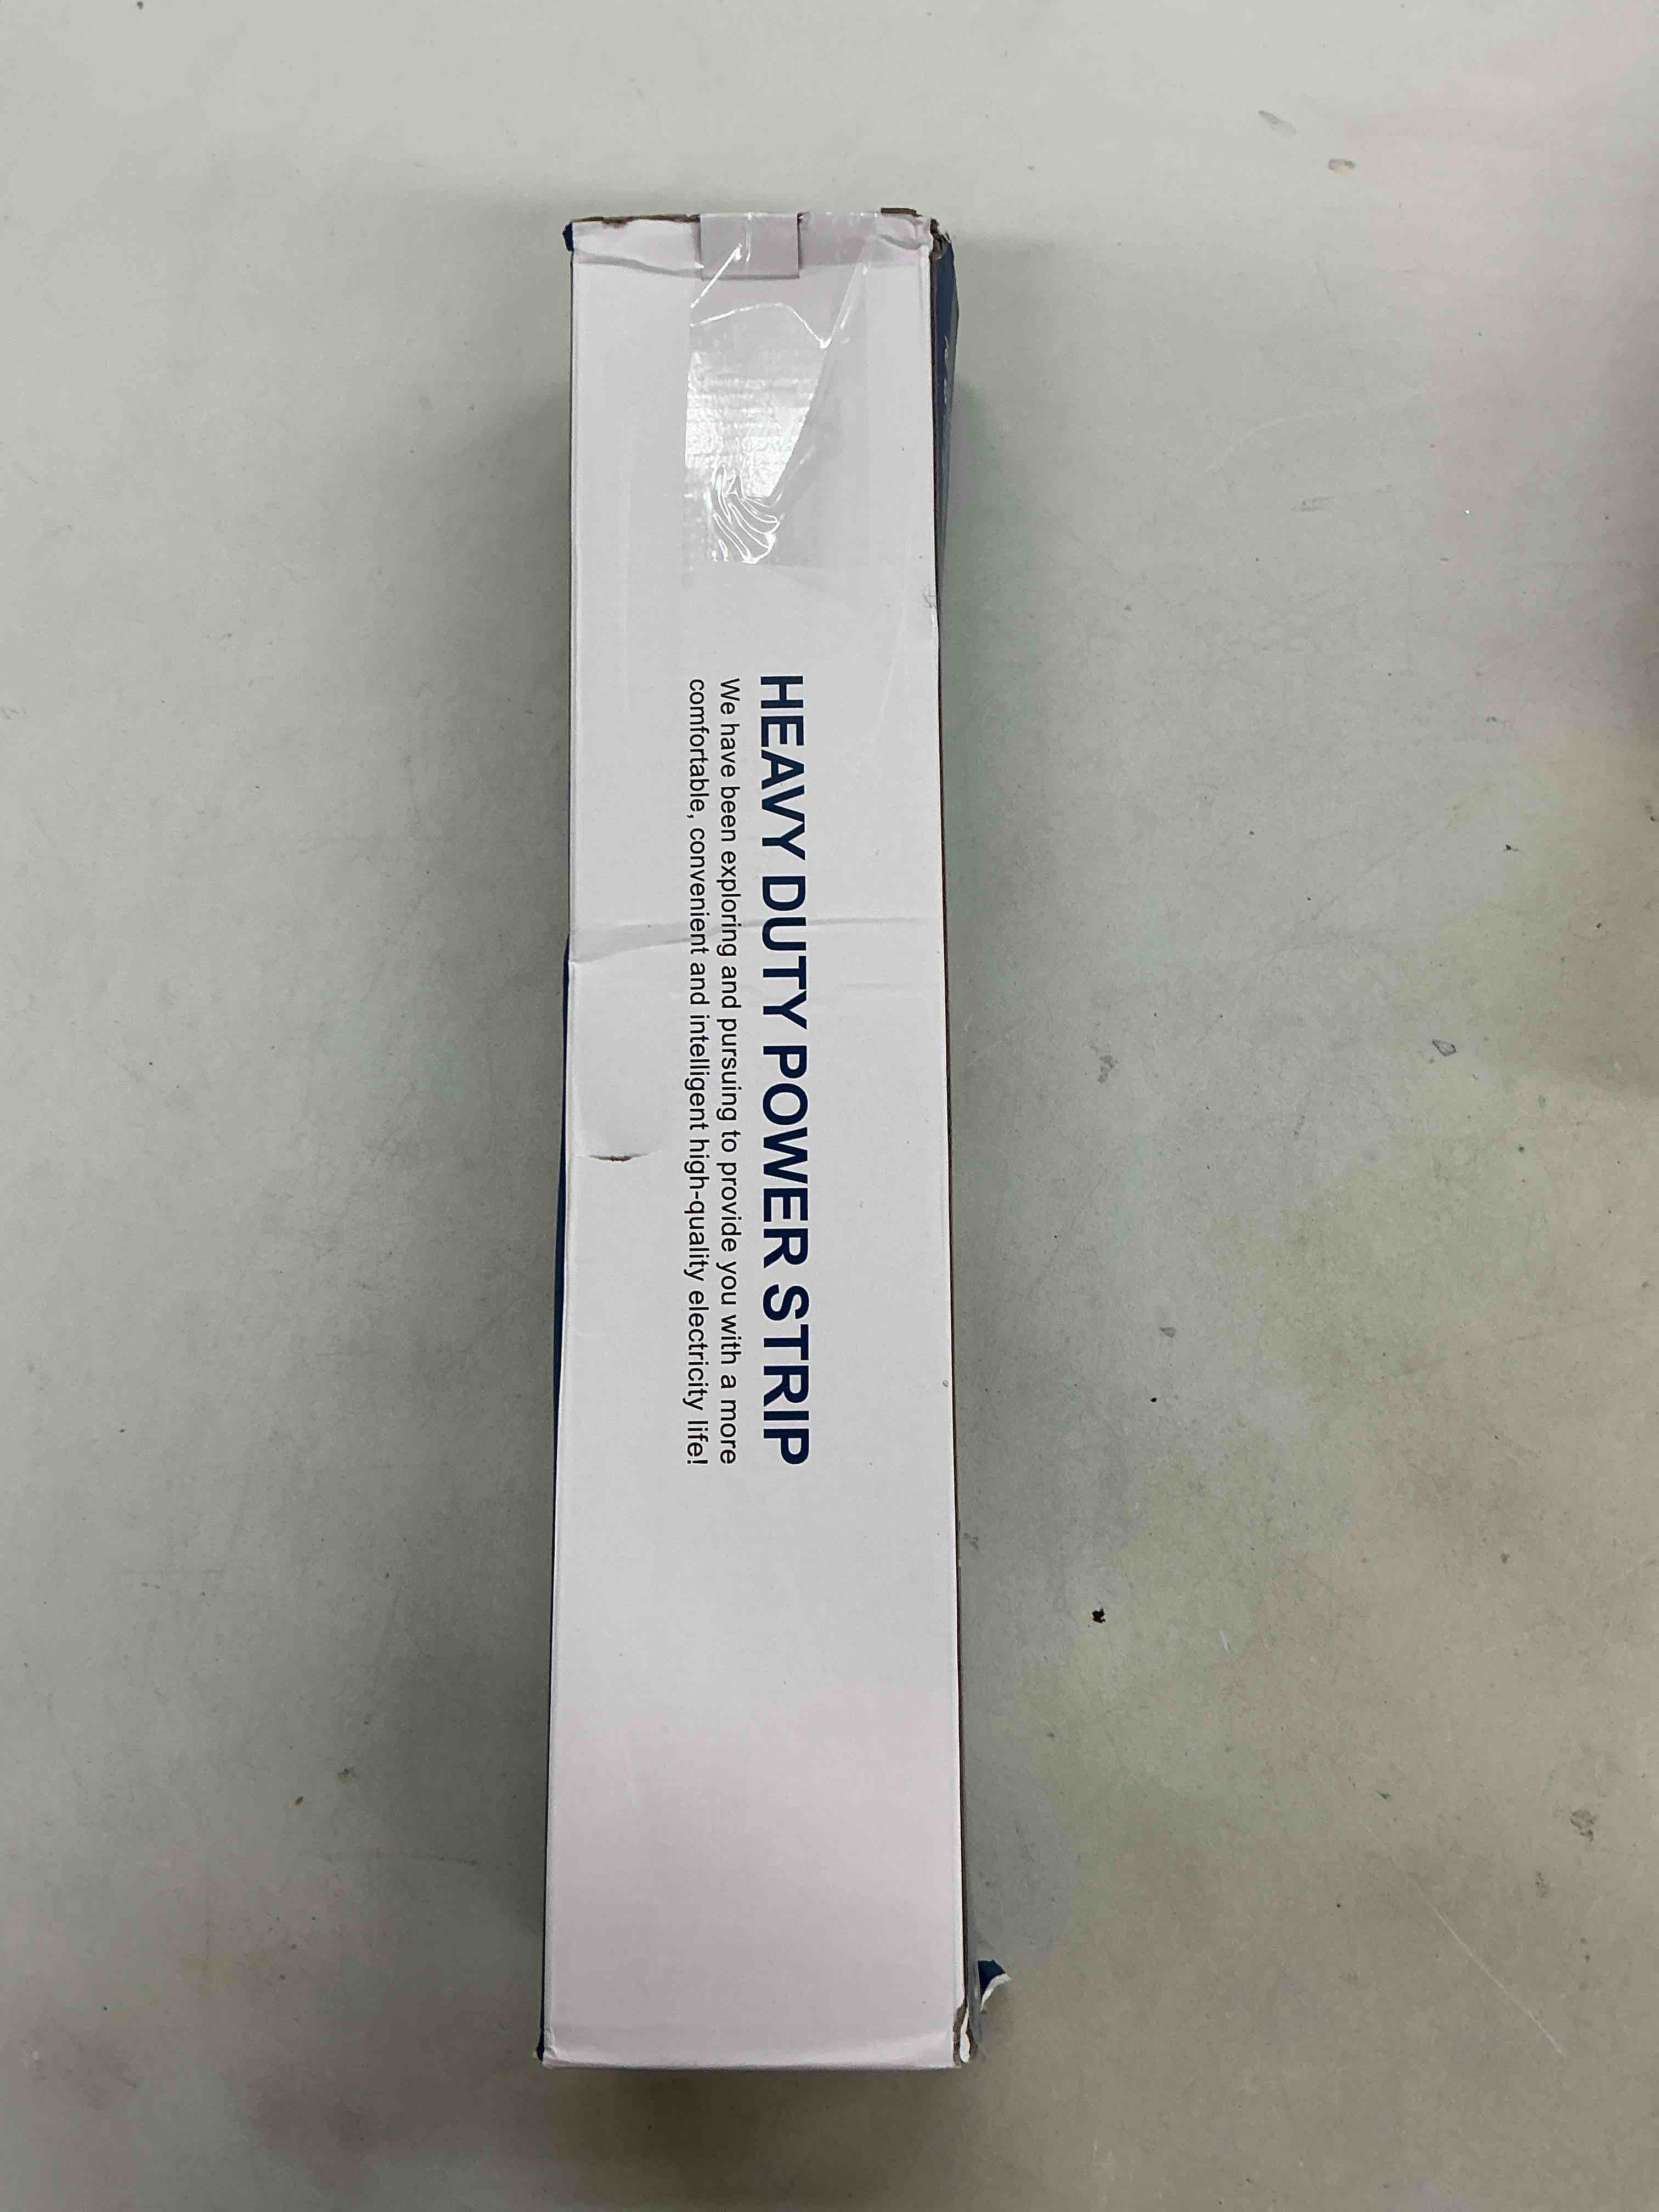 HEAVY DUTY POWER STRIP
We have been exploring and pursuing to provide you with a more
comfortable, convenient and intelligent high-quality electricity life!